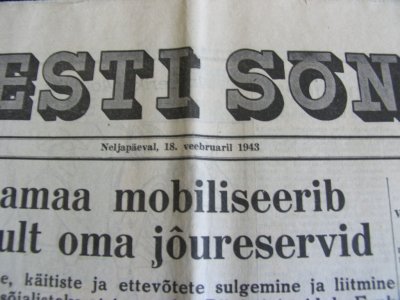 ESTI SÕN
Neljapäeval, 18. veebruaril 1943
amaa mobiliseerib
ult oma jõureservid
e, käitiste ja ettevõtete sulgemine ja liitmine